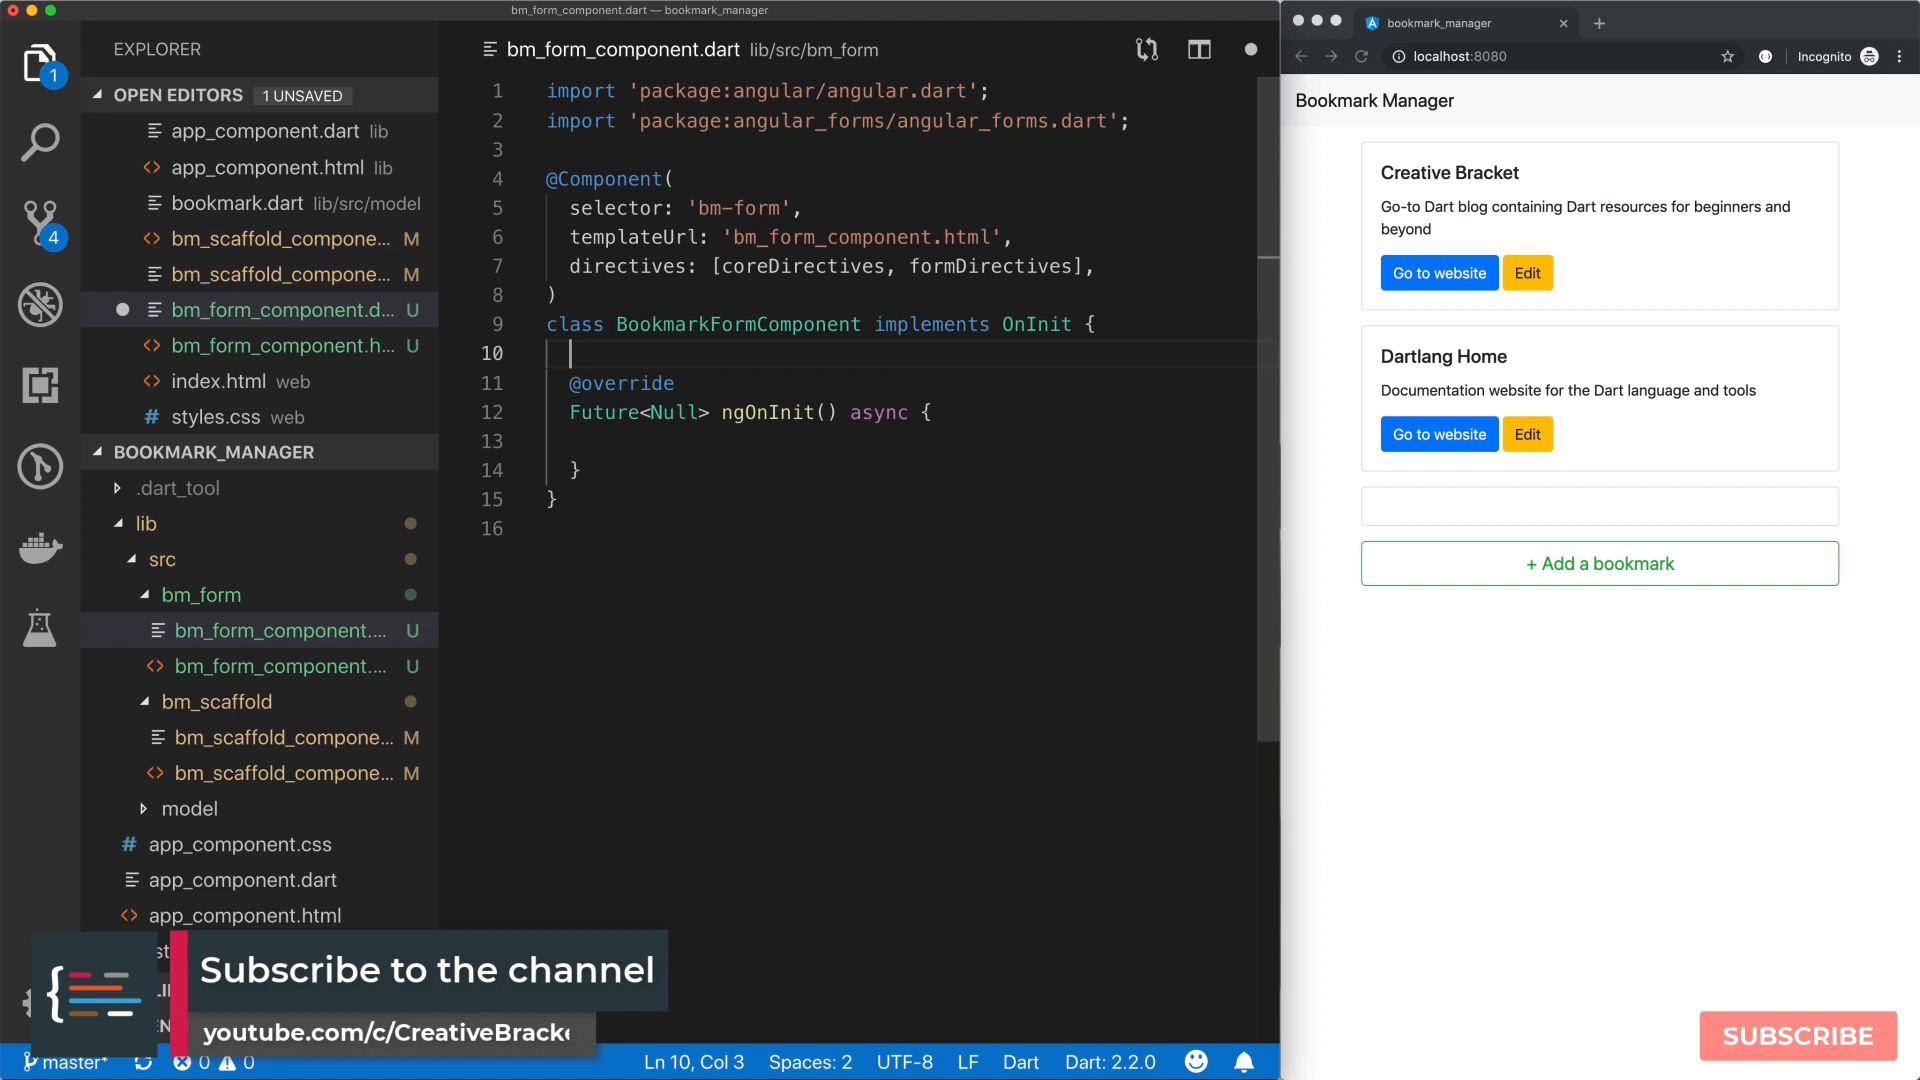 bm_form_component.dart — bookmark_manager
EXPLORER
OPEN EDITORS 1 UNSAVED
app_component.dart lib
app_component.html lib
bookmark.dart lib/src/model
bm_scaffold_compone... M
bm_scaffold_compone... M
bm_form_component.d... U
bm_form_component.h... U
index.html web
# styles.css web
BOOKMARK_MANAGER
.dart_tool
lib
src
bm_form
bm_form_component.... U
bm_form_component.... U
bm_scaffold
bm_scaffold_compone... M
bm_scaffold_compone... M
model
# app_component.css
app_component.dart
app_component.html
1
4
bm_form_component.dart lib/src/bm_form
1 import 'package:angular/angular.dart';
2 import 'package:angular_forms/angular_forms.dart';
3
4 @Component(
5 selector: 'bm-form',
6 templateUrl: 'bm_form_component.html',
7 directives: [coreDirectives, formDirectives],
8 )
9 class BookmarkFormComponent implements OnInit {
10
11 @override
12 Future<Null> ngOnInit() async {
13
14 }
15 }
16
Subscribe to the channel
youtube.com/c/CreativeBracke
master* 0 0 Ln 10, Col 3 Spaces: 2 UTF-8 LF Dart Dart: 2.2.0
bookmark_manager
localhost:8080 Incognito
Bookmark Manager
Creative Bracket
Go-to Dart blog containing Dart resources for beginners and
beyond
Go to website Edit
Dartlang Home
Documentation website for the Dart language and tools
Go to website Edit
+ Add a bookmark
SUBSCRIBE